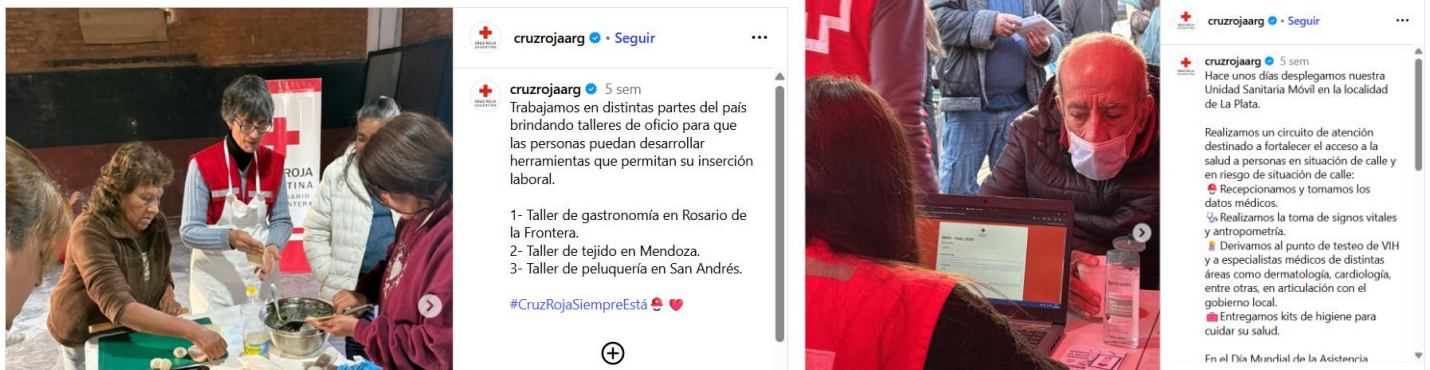 cruzrojaarg • Seguir
cruzrojaarg 5 sem
Trabajamos en distintas partes del país
brindando talleres de oficio para que
las personas puedan desarrollar
herramientas que permitan su inserción
laboral.
1- Taller de gastronomía en Rosario de
la Frontera.
2- Taller de tejido en Mendoza.
3- Taller de peluquería en San Andrés.
#CruzRojaSiempreEstá
ROJA
cruzrojaarg • Seguir
cruzrojaarg 5 sem
Hace unos días desplegamos nuestra
Unidad Sanitaria Móvil en la localidad
de La Plata.
Realizamos un circuito de atención
destinado a fortalecer el acceso a la
salud a personas en situación de calle y
en riesgo de situación de calle:
Recepcionamos y tomamos los
datos médicos.
Realizamos la toma de signos vitales
y antropometría.
Derivamos al punto de testeo de VIH
y a especialistas médicos de distintas
áreas como dermatología, cardiología,
entre otras, en articulación con el
gobierno local.
Entregamos kits de higiene para
cuidar su salud.
En el Día Mundial de la Asistencia